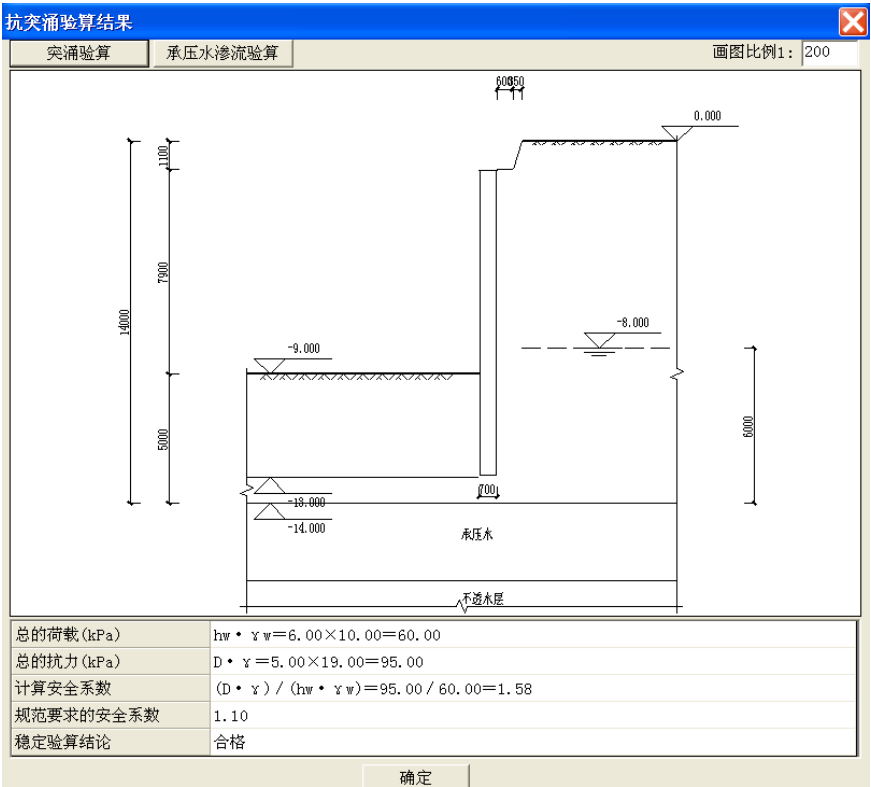 抗突涌验算结果
突涌验算 承压水渗流验算 画图比例1: 200
600350
0.000
1100
7900
14000
-8.000
-9.000
5000
6000
700
-13.000
-14.000
承压水
不透水层
总的荷载(kPa) hw·γw=6.00×10.00=60.00
总的抗力(kPa) D·γ=5.00×19.00=95.00
计算安全系数 (D·γ)/(hw·γw)=95.00/60.00=1.58
规范要求的安全系数 1.10
稳定验算结论 合格
确定